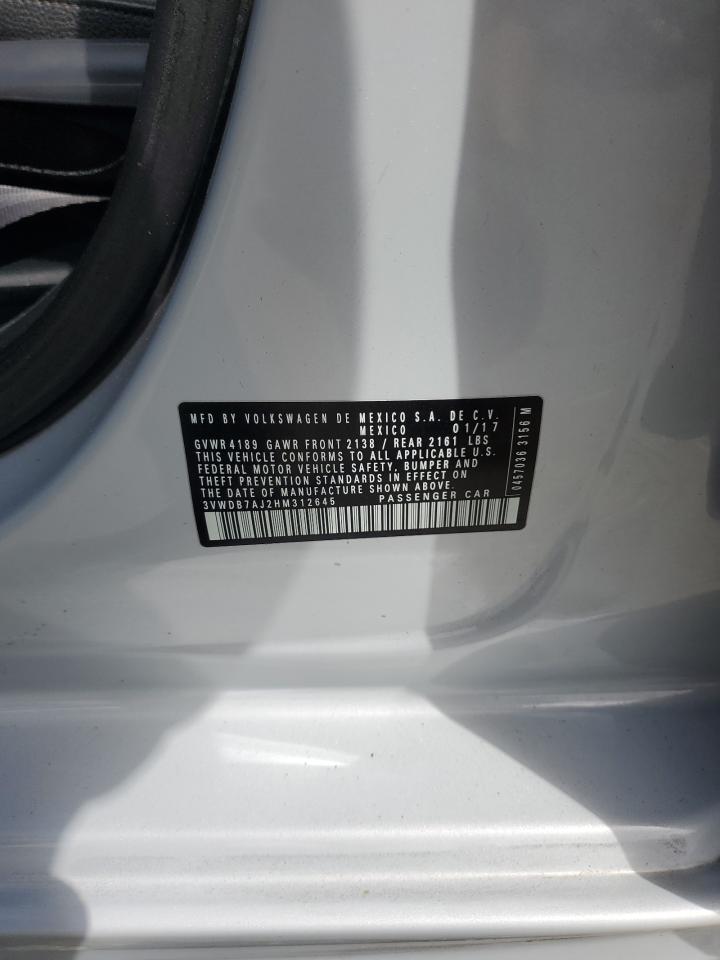 MFD BY VOLKSWAGEN DE MEXICO S.A. DE C.V.
MEXICO 01/17
GVWR 4189 GAWR FRONT 2138 / REAR 2161 LBS
THIS VEHICLE CONFORMS TO ALL APPLICABLE U.S.
FEDERAL MOTOR VEHICLE SAFETY, BUMPER AND
THEFT PREVENTION STANDARDS IN EFFECT ON
THE DATE OF MANUFACTURE SHOWN ABOVE.
3VWDB7AJ2HM312645 PASSENGER CAR
0457036 3156 M